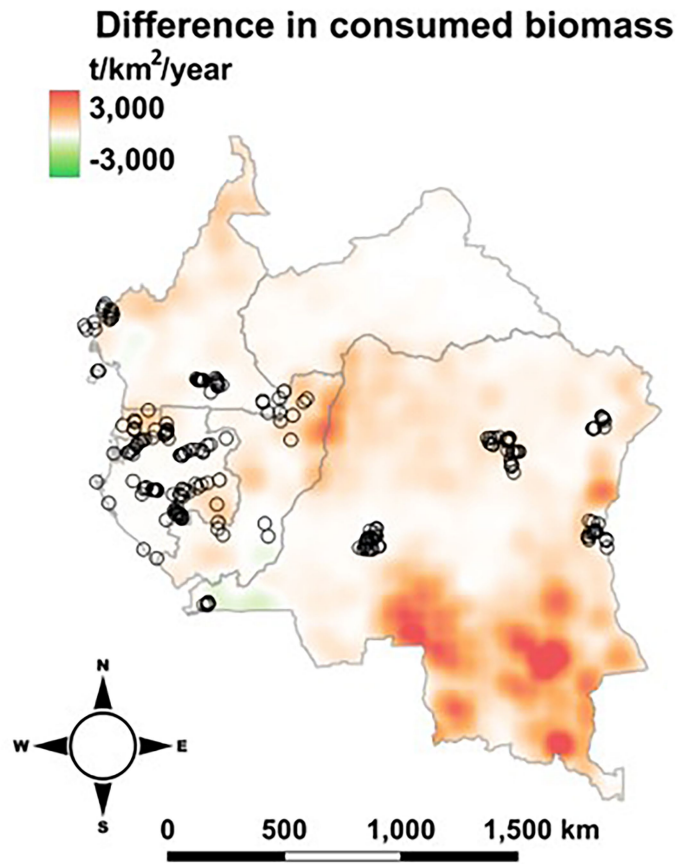 Difference in consumed biomass
t/km²/year
3,000
-3,000
N
W E
S
0 500 1,000 1,500 km